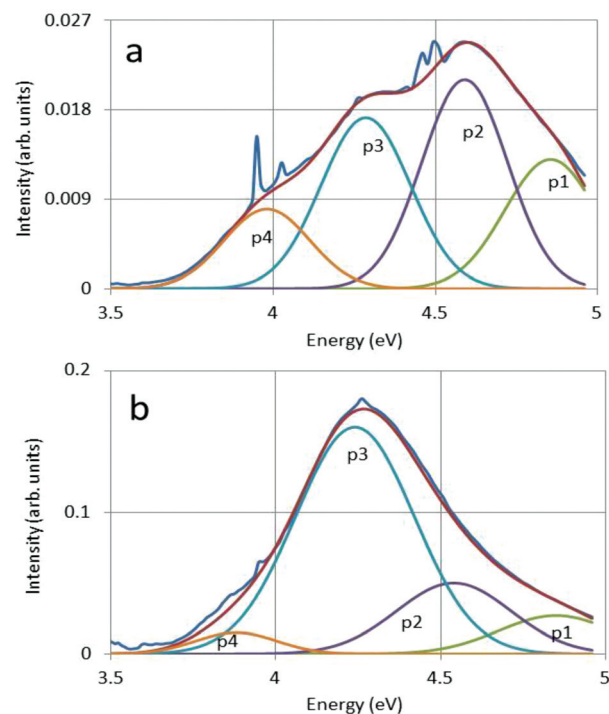 a
0.027
0.018
0.009
0
Intensity (arb. units)
p4
p3
p2
p1
3.5
4
4.5
5
Energy (eV)
b
0.2
0.1
0
Intensity (arb. units)
p4
p3
p2
p1
3.5
4
4.5
5
Energy (eV)